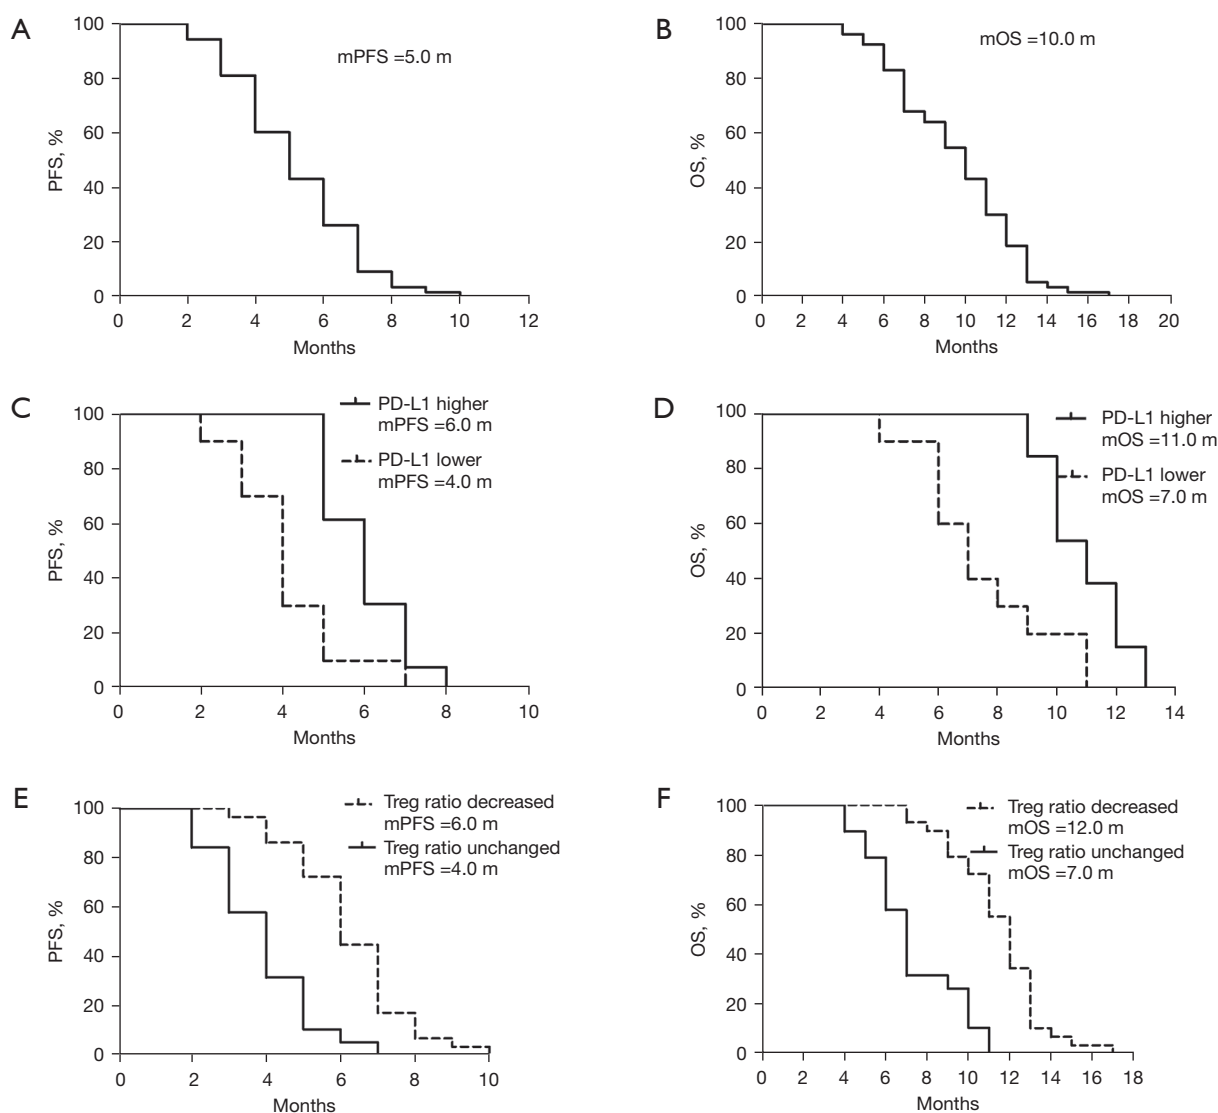 A
mPFS =5.0 m
100
80
60
40
20
0
PFS, %
0 2 4 6 8 10 12
Months
B
mOS =10.0 m
100
80
60
40
20
0
OS, %
0 2 4 6 8 10 12 14 16 18 20
Months
C
PD-L1 higher
mPFS =6.0 m
PD-L1 lower
mPFS =4.0 m
100
80
60
40
20
0
PFS, %
0 2 4 6 8 10
Months
D
PD-L1 higher
mOS =11.0 m
PD-L1 lower
mOS =7.0 m
100
80
60
40
20
0
OS, %
0 2 4 6 8 10 12 14
Months
E
Treg ratio decreased
mPFS =6.0 m
Treg ratio unchanged
mPFS =4.0 m
100
80
60
40
20
0
PFS, %
0 2 4 6 8 10
Months
F
Treg ratio decreased
mOS =12.0 m
Treg ratio unchanged
mOS =7.0 m
100
80
60
40
20
0
OS, %
0 2 4 6 8 10 12 14 16 18
Months